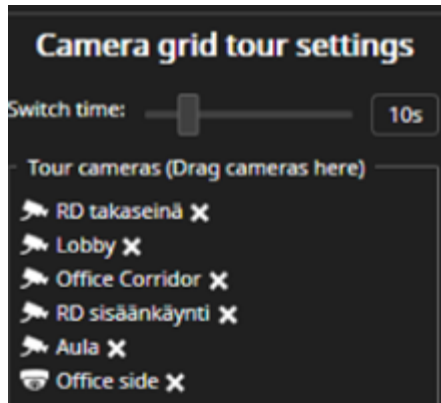 Camera grid tour settings
Switch time: 10s
Tour cameras (Drag cameras here)
RD takaseinä
Lobby
Office Corridor
RD sisäänkäynti
Aula
Office side